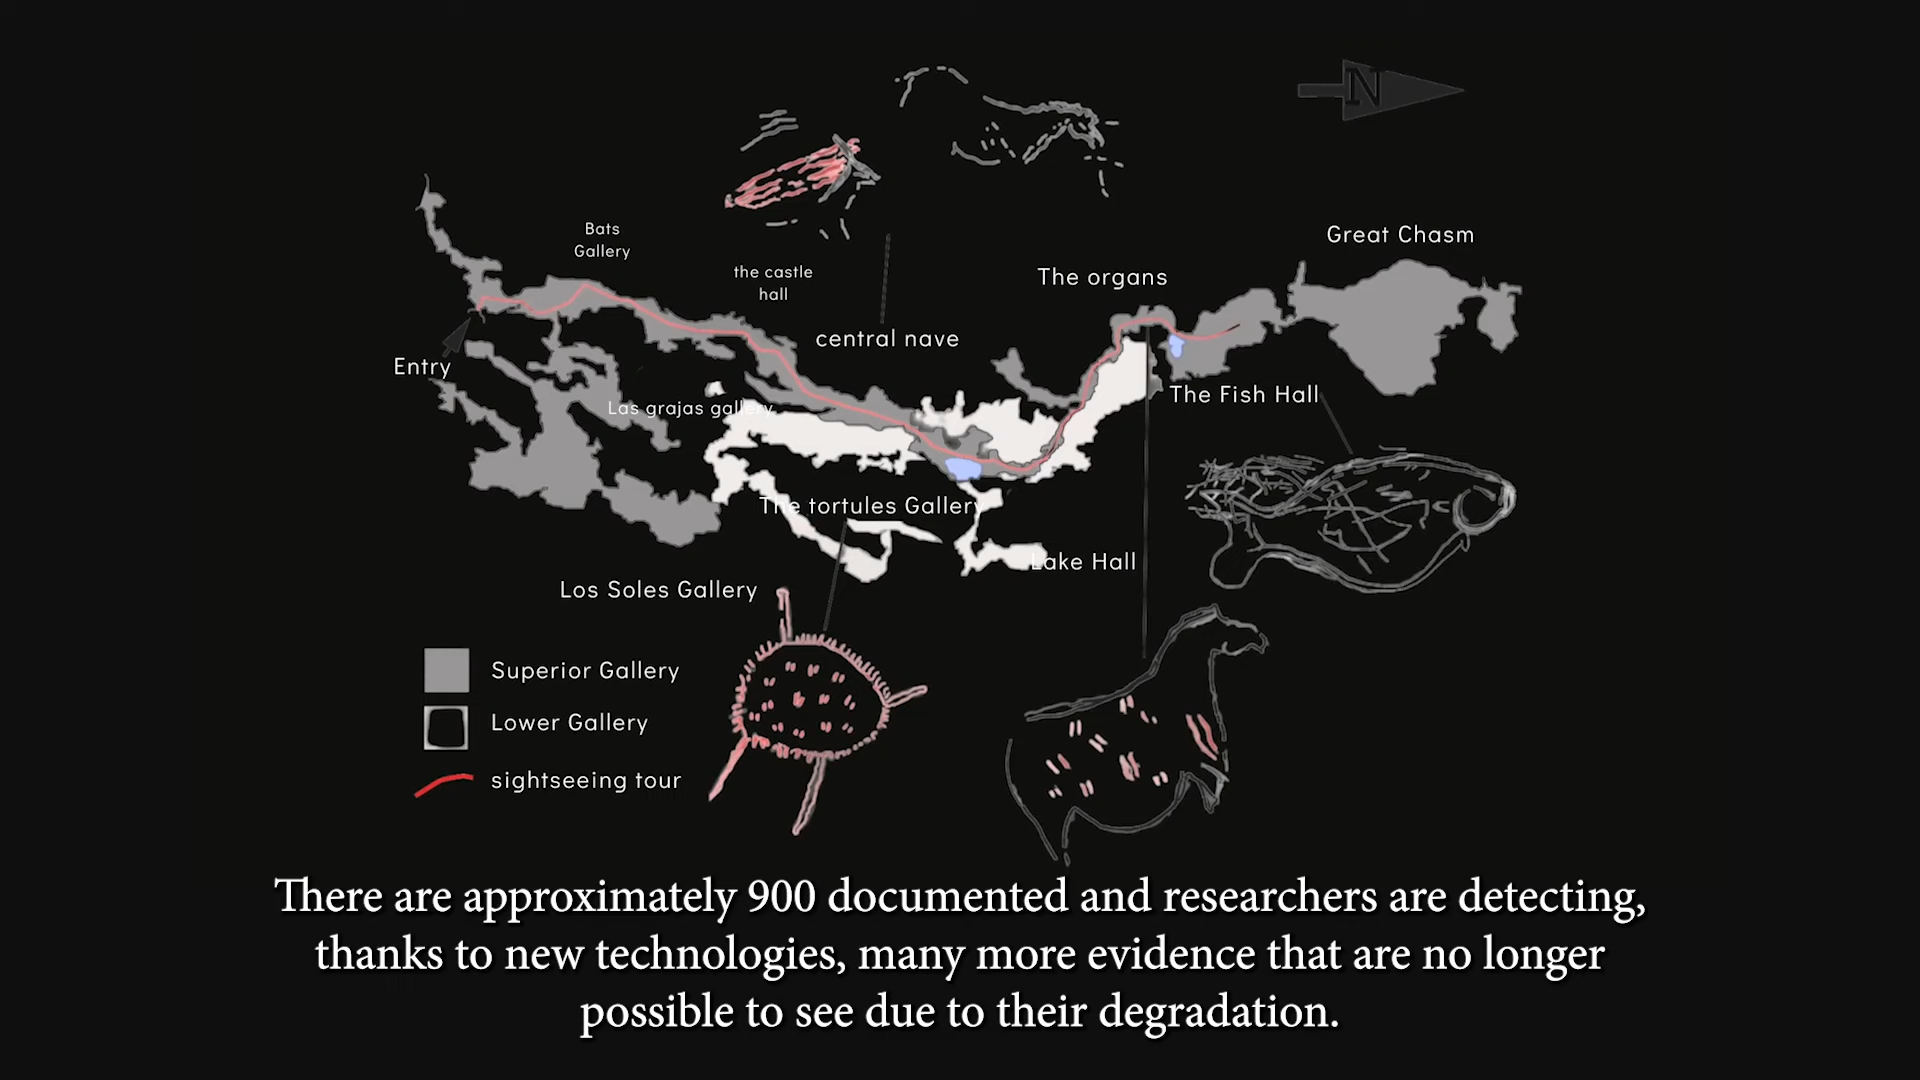 N
Bats
Gallery
Great Chasm
the castle
hall
The organs
central nave
Entry
The Fish Hall
Las grajas gallery
The tortules Gallery
Lake Hall
Los Soles Gallery
Superior Gallery
Lower Gallery
sightseeing tour
There are approximately 900 documented and researchers are detecting,
thanks to new technologies, many more evidence that are no longer
possible to see due to their degradation.